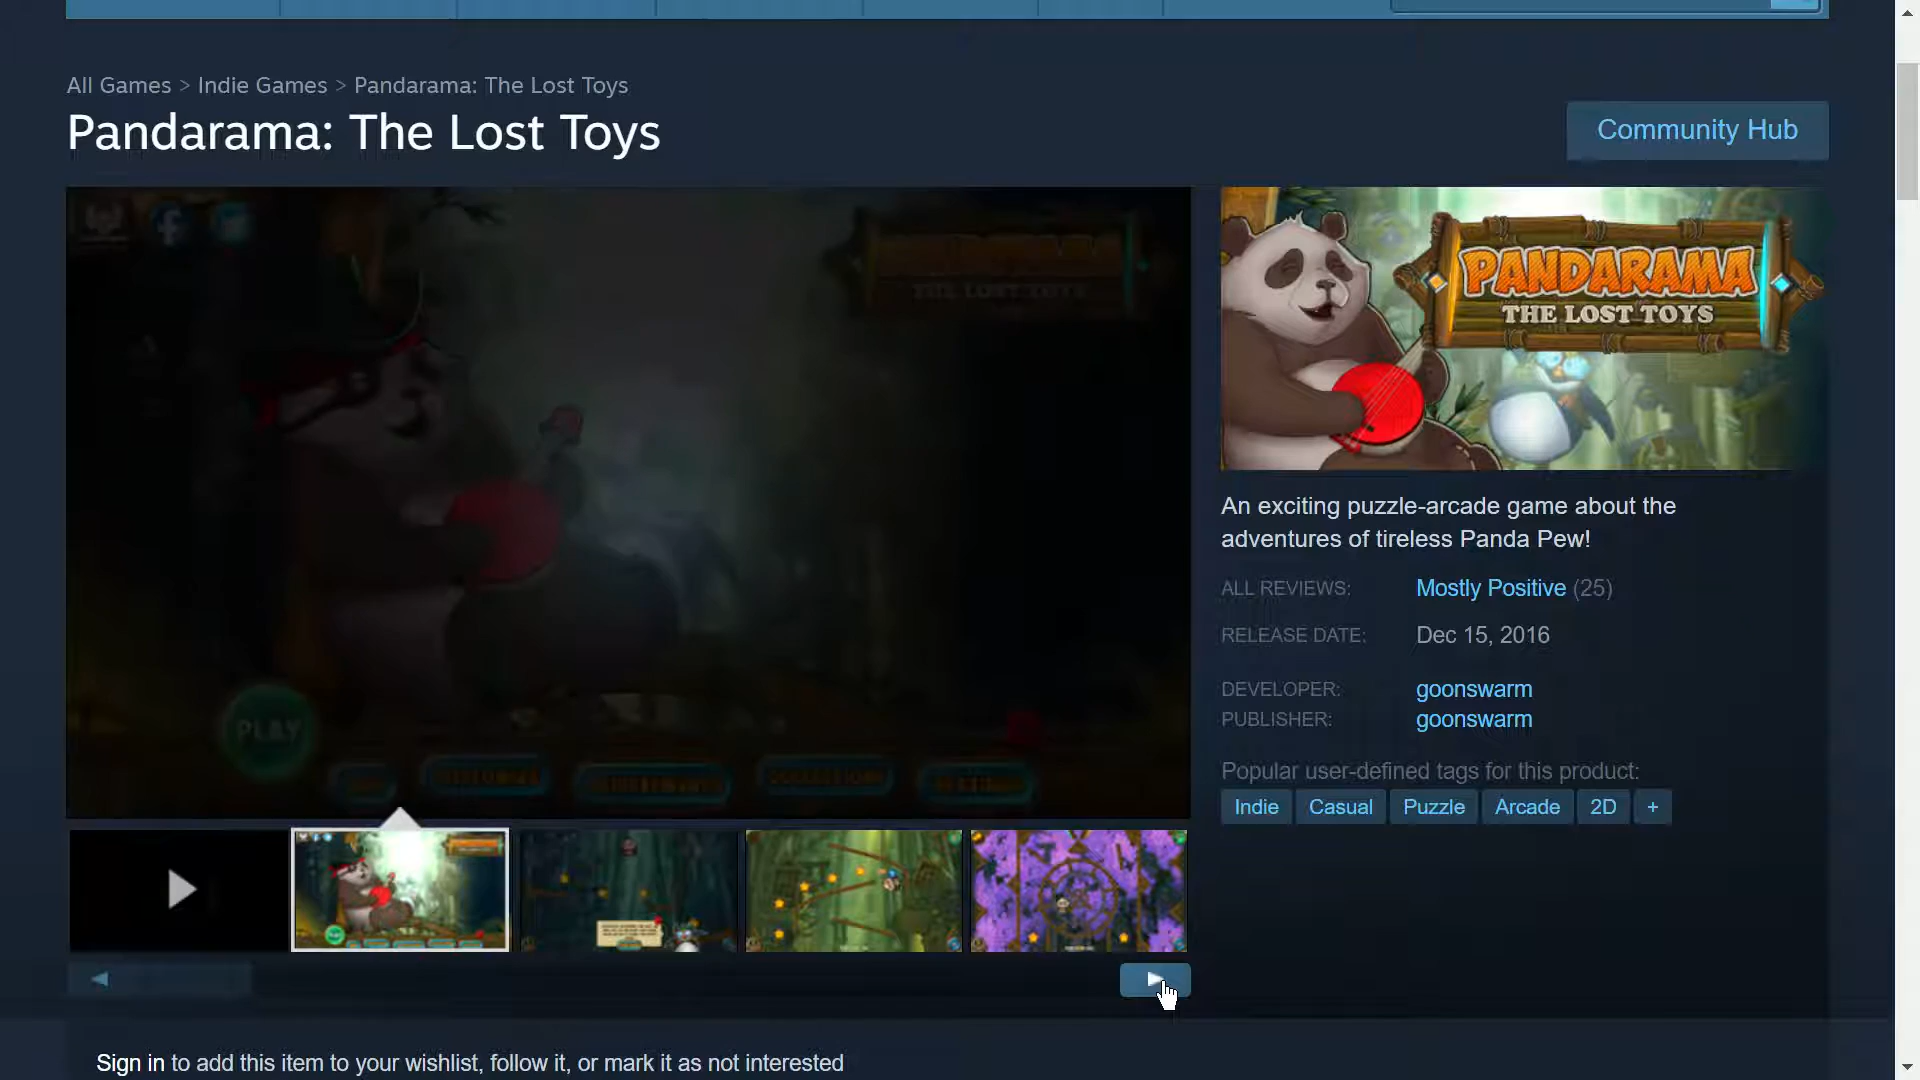 All Games > Indie Games > Pandarama: The Lost Toys
Pandarama: The Lost Toys
Community Hub
THE LOST TOYS
PLAY
PANDARAMA
THE LOST TOYS
An exciting puzzle-arcade game about the
adventures of tireless Panda Pew!
ALL REVIEWS: Mostly Positive (25)
RELEASE DATE: Dec 15, 2016
DEVELOPER: goonswarm
PUBLISHER: goonswarm
Popular user-defined tags for this product:
Indie Casual Puzzle Arcade 2D +
Sign in to add this item to your wishlist, follow it, or mark it as not interested